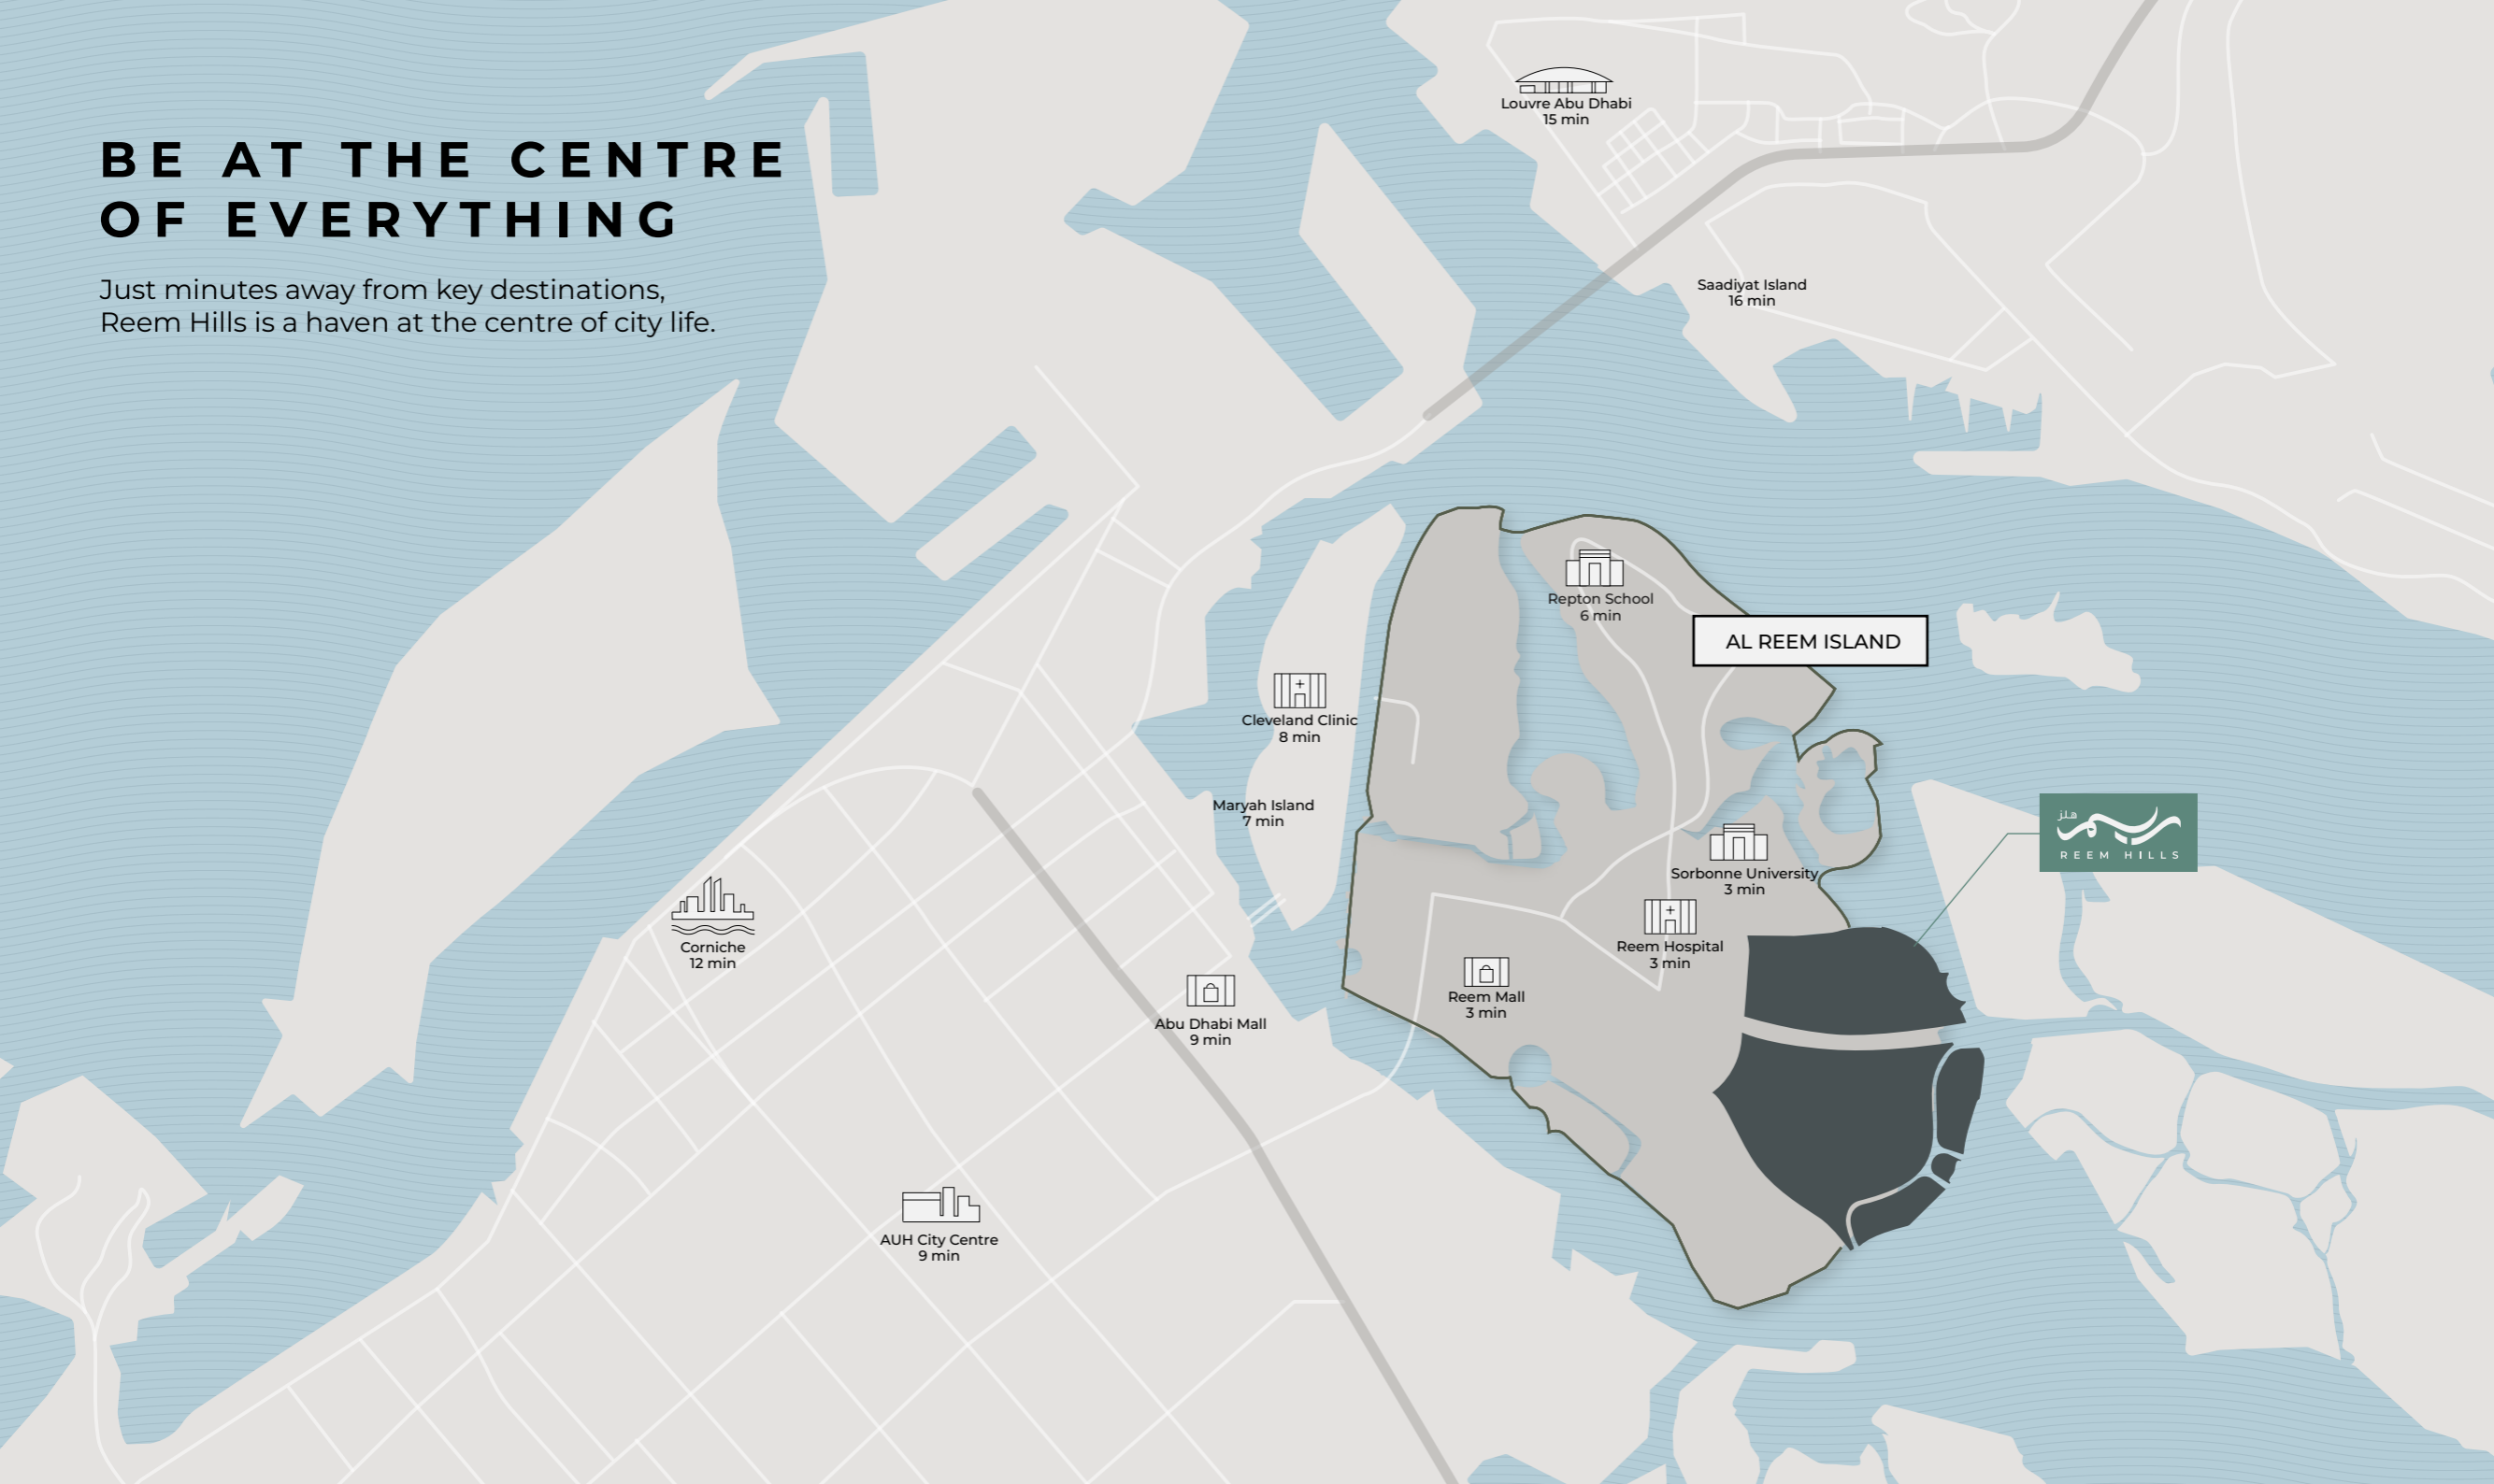 BE AT THE CENTRE
OF EVERYTHING
Just minutes away from key destinations,
Reem Hills is a haven at the centre of city life.
Louvre Abu Dhabi
15 min
Saadiyat Island
16 min
Repton School
6 min
AL REEM ISLAND
Cleveland Clinic
8 min
Maryah Island
7 min
ريم هلز
REEM HILLS
Sorbonne University
3 min
Corniche
12 min
Reem Hospital
3 min
Reem Mall
3 min
Abu Dhabi Mall
9 min
AUH City Centre
9 min